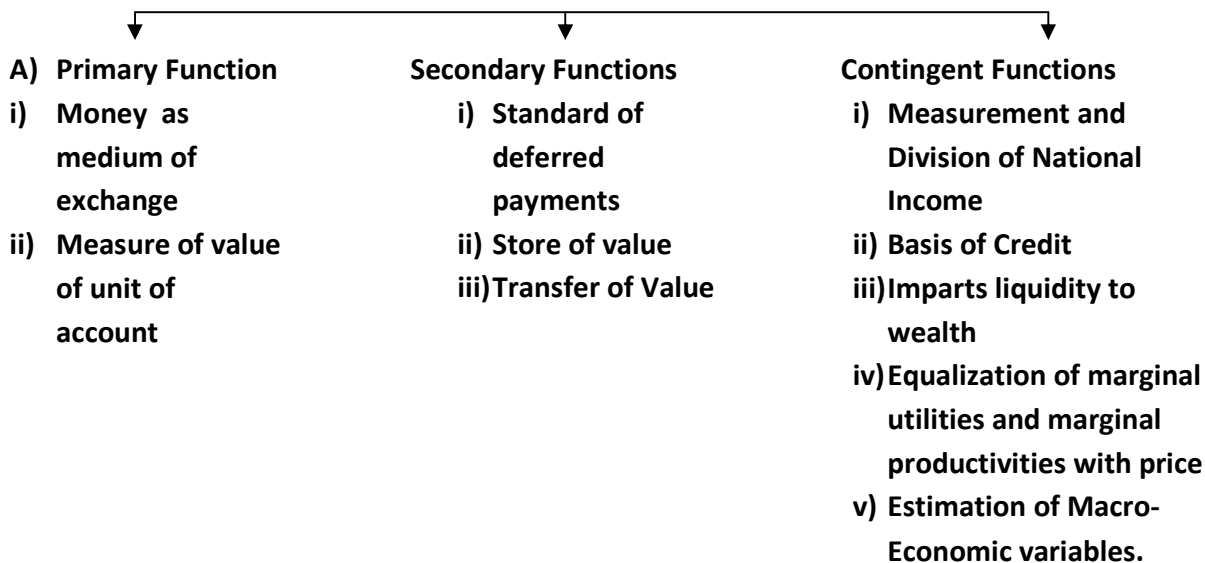 A) Primary Function
i) Money as
medium of
exchange
ii) Measure of value
of unit of
account
Secondary Functions
i) Standard of
deferred
payments
ii) Store of value
iii)Transfer of Value
Contingent Functions
i) Measurement and
Division of National
Income
ii) Basis of Credit
iii)Imparts liquidity to
wealth
iv)Equalization of marginal
utilities and marginal
productivities with price
v) Estimation of Macro-
Economic variables.